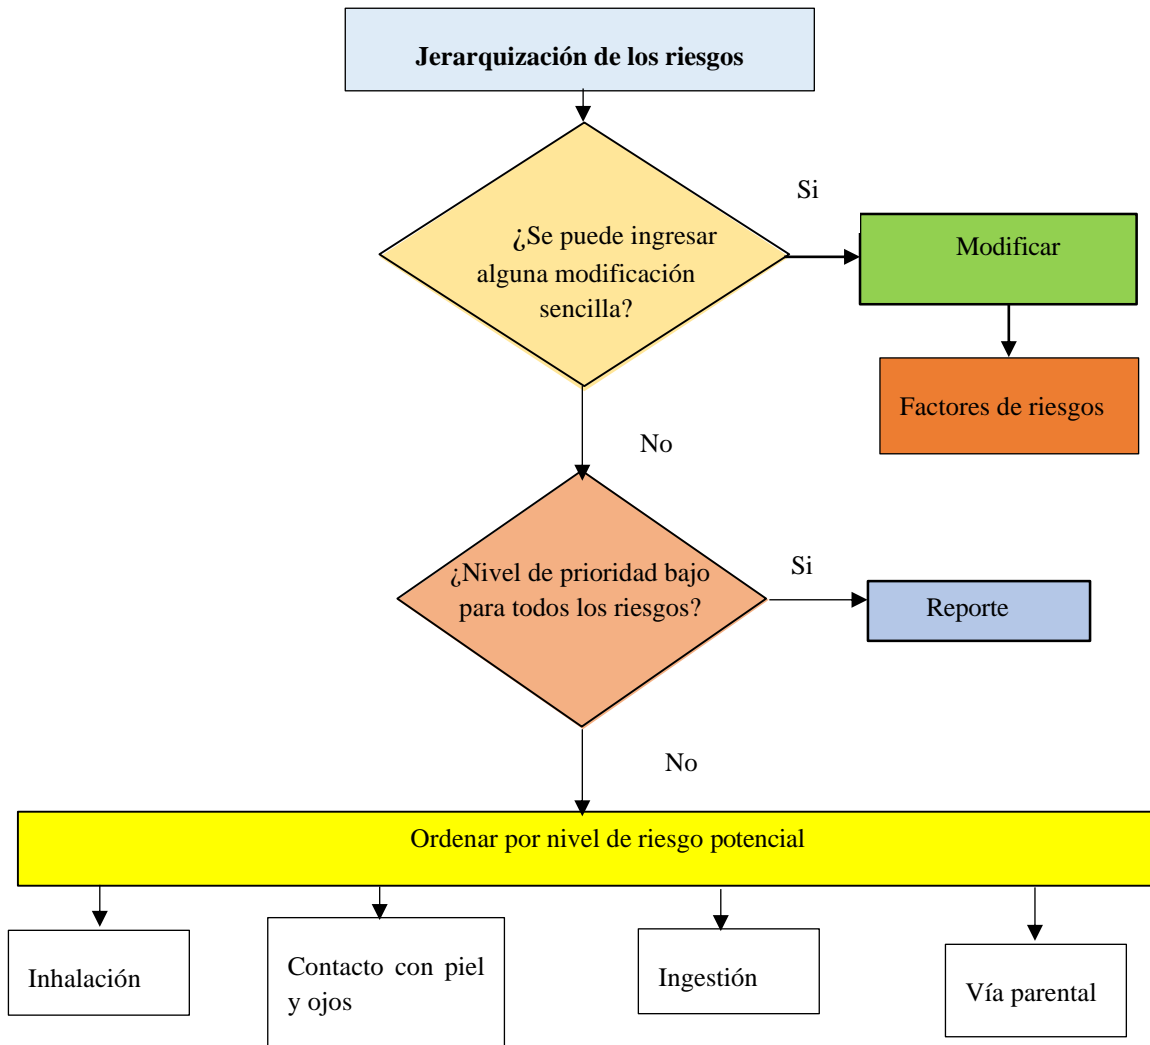 Jerarquización de los riesgos
Si
¿Se puede ingresar
alguna modificación
sencilla?
Modificar
Factores de riesgos
No
¿Nivel de prioridad bajo
para todos los riesgos?
Si
Reporte
No
Ordenar por nivel de riesgo potencial
Inhalación
Contacto con piel
y ojos
Ingestión
Vía parental